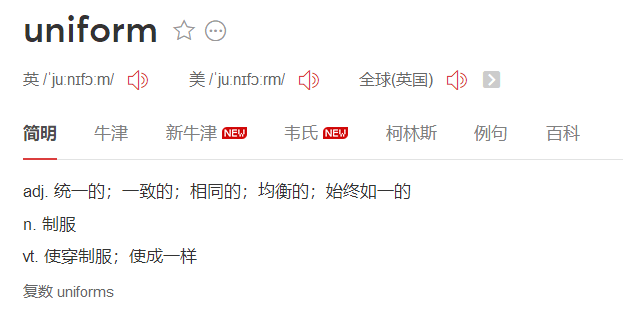 uniform
英 /ˈjuːnɪfɔːm/ 美 /ˈjuːnɪfɔːrm/ 全球(英国)
简明 牛津 新牛津 NEW 韦氏 NEW 柯林斯 例句 百科
adj. 统一的；一致的；相同的；均衡的；始终如一的
n. 制服
vt. 使穿制服；使成一样
复数 uniforms